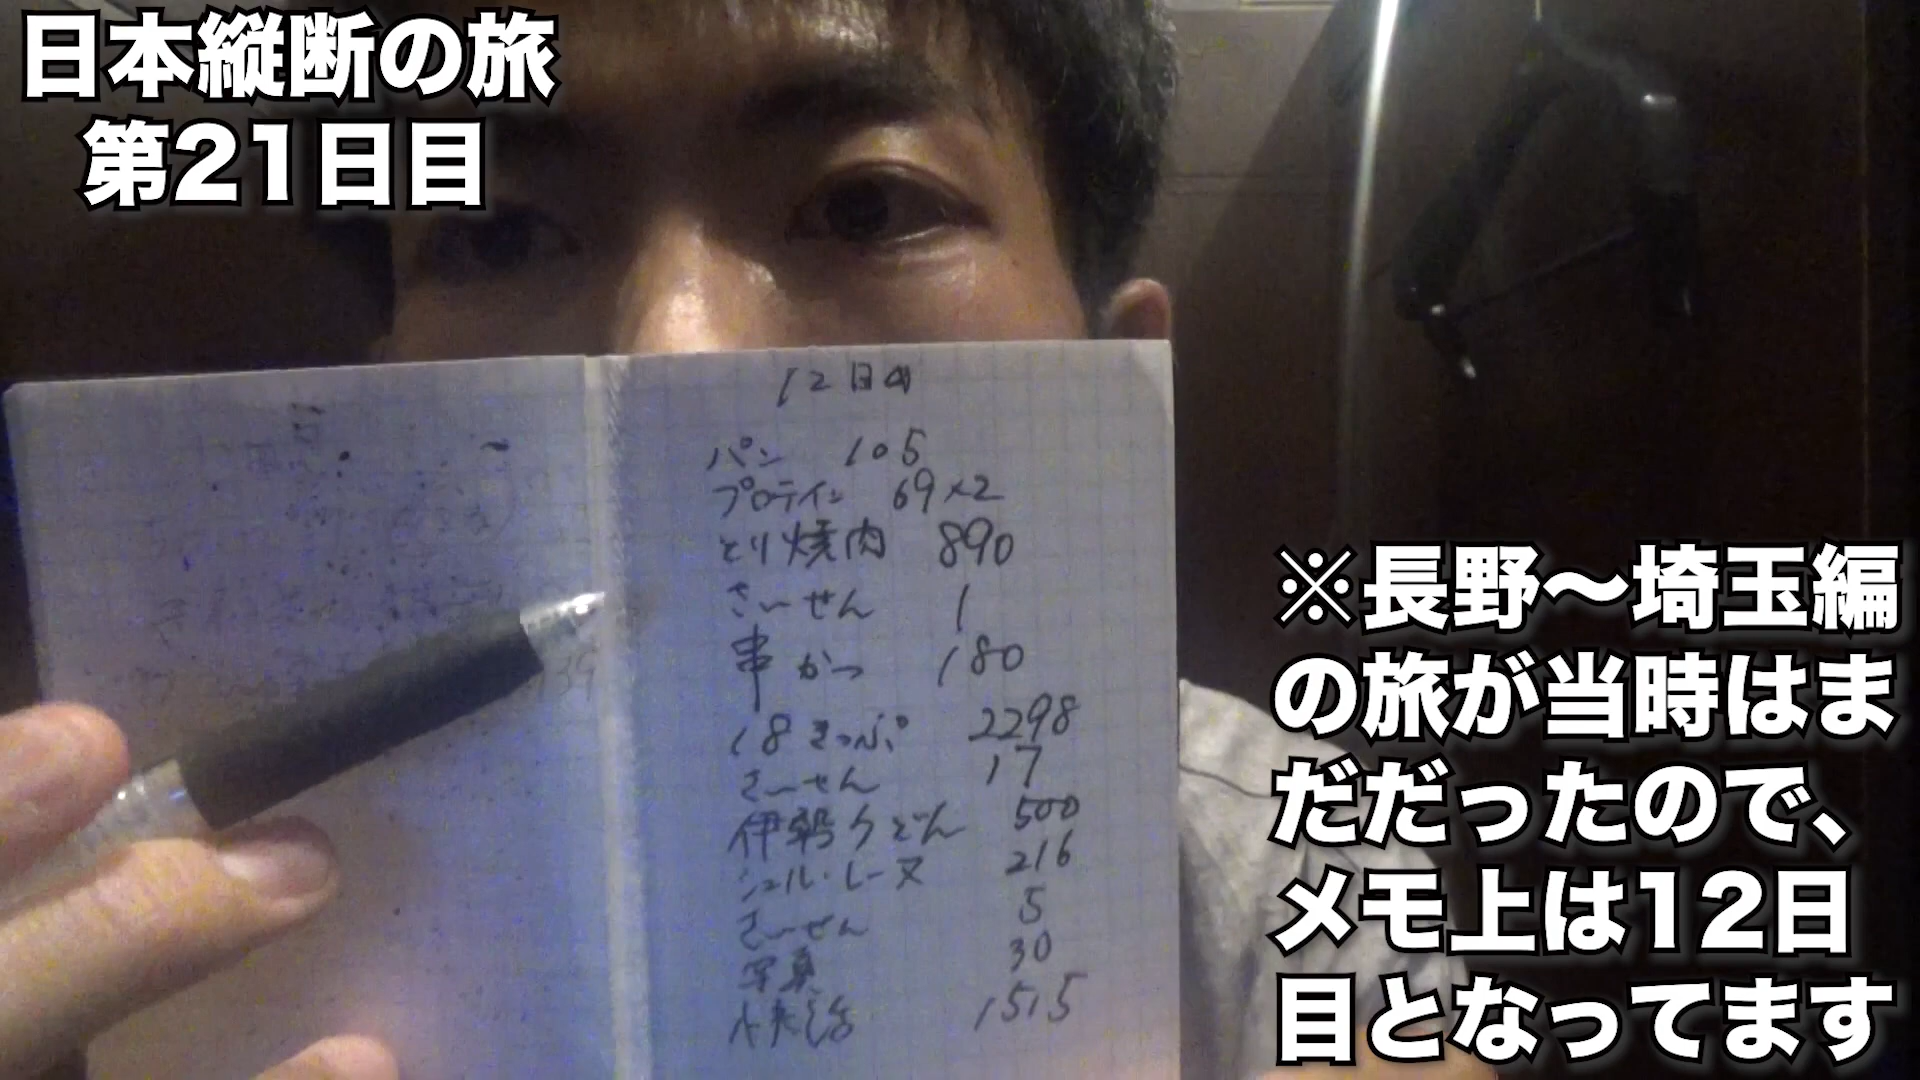 日本縦断の旅
第21日目
12日目
パン 105
プロテイン 69×2
とり焼肉 890
さいせん 1
串かつ 180
18きっぷ 2298
さいせん 17
伊勢うどん 500
シュル・レーヌ 216
さいせん 5
写真 30
1515
※長野〜埼玉編
の旅が当時はま
だだったので、
メモ上は12日
目となってます